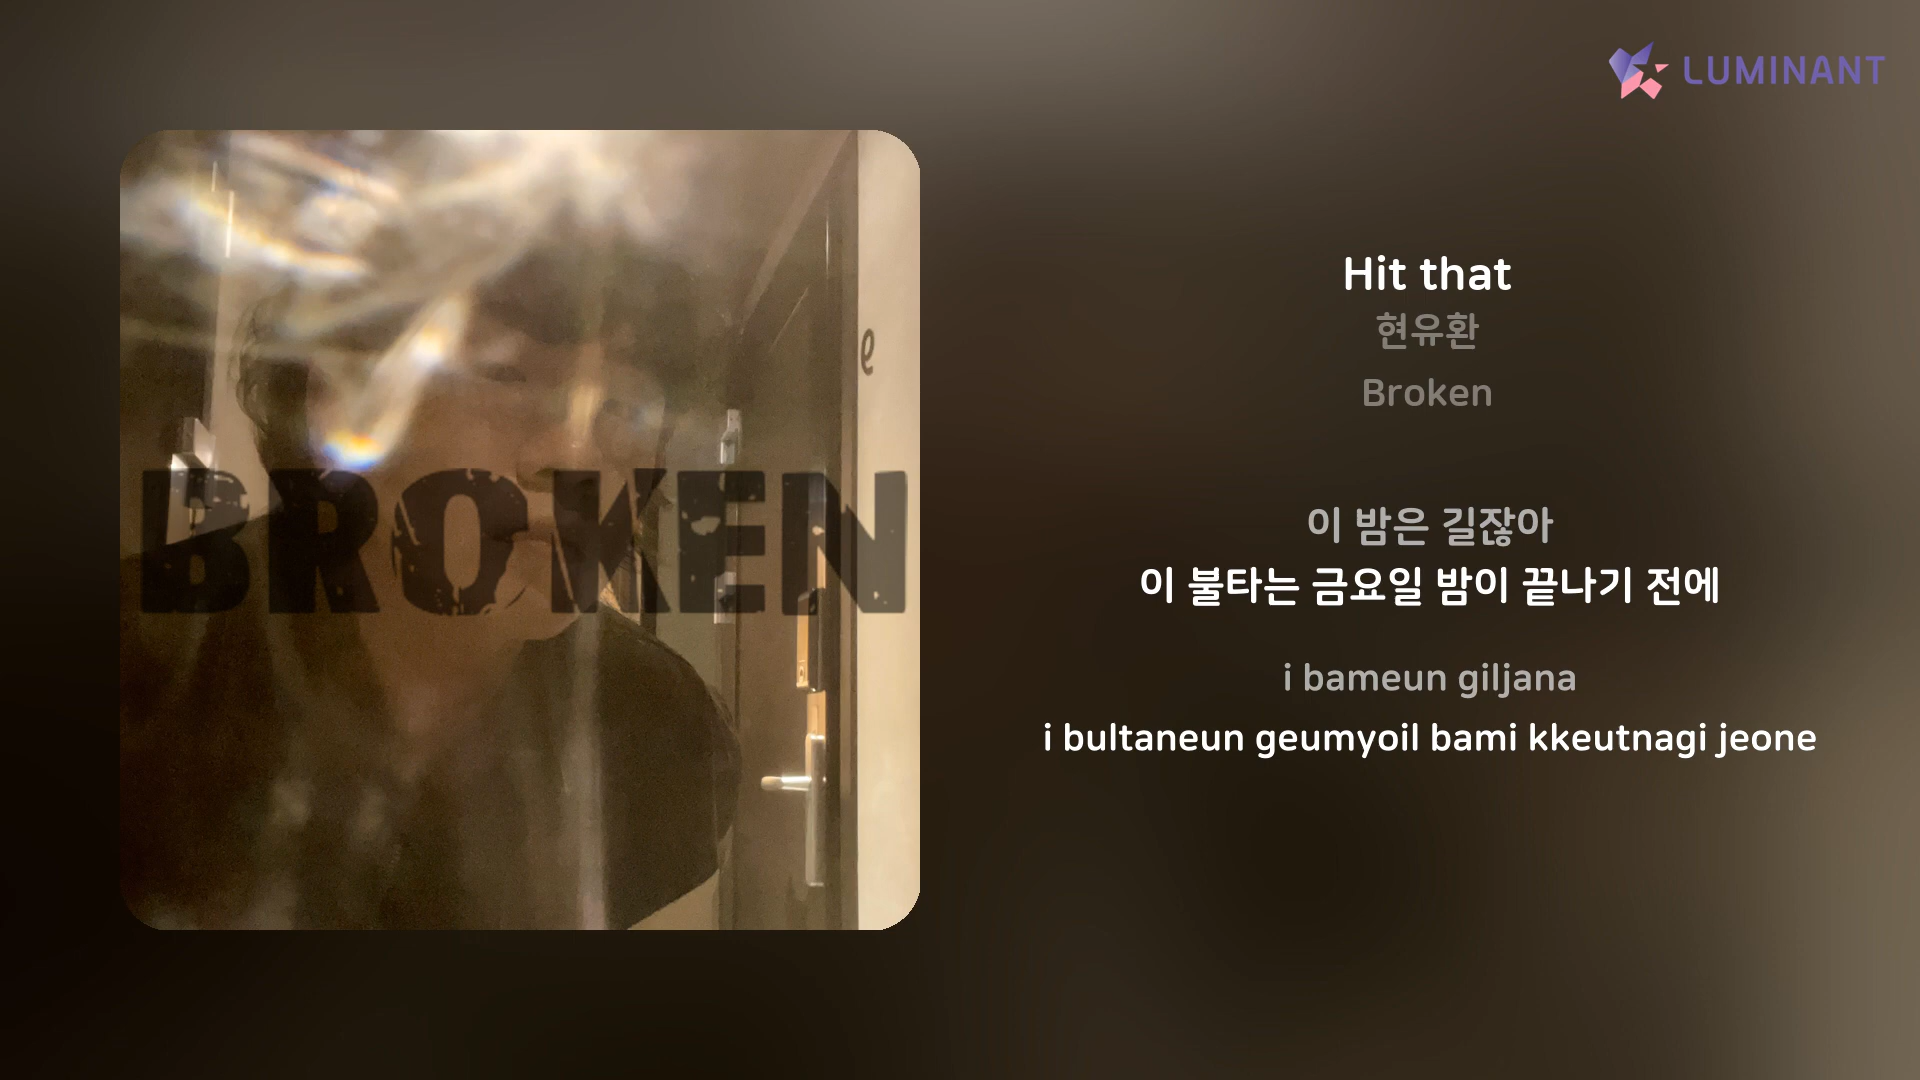 LUMINANT
e
BROKEN
Hit that
현유환
Broken
이 밤은 길잖아
이 불타는 금요일 밤이 끝나기 전에
i bameun giljana
i bultaneun geumyoil bami kkeutnagi jeone